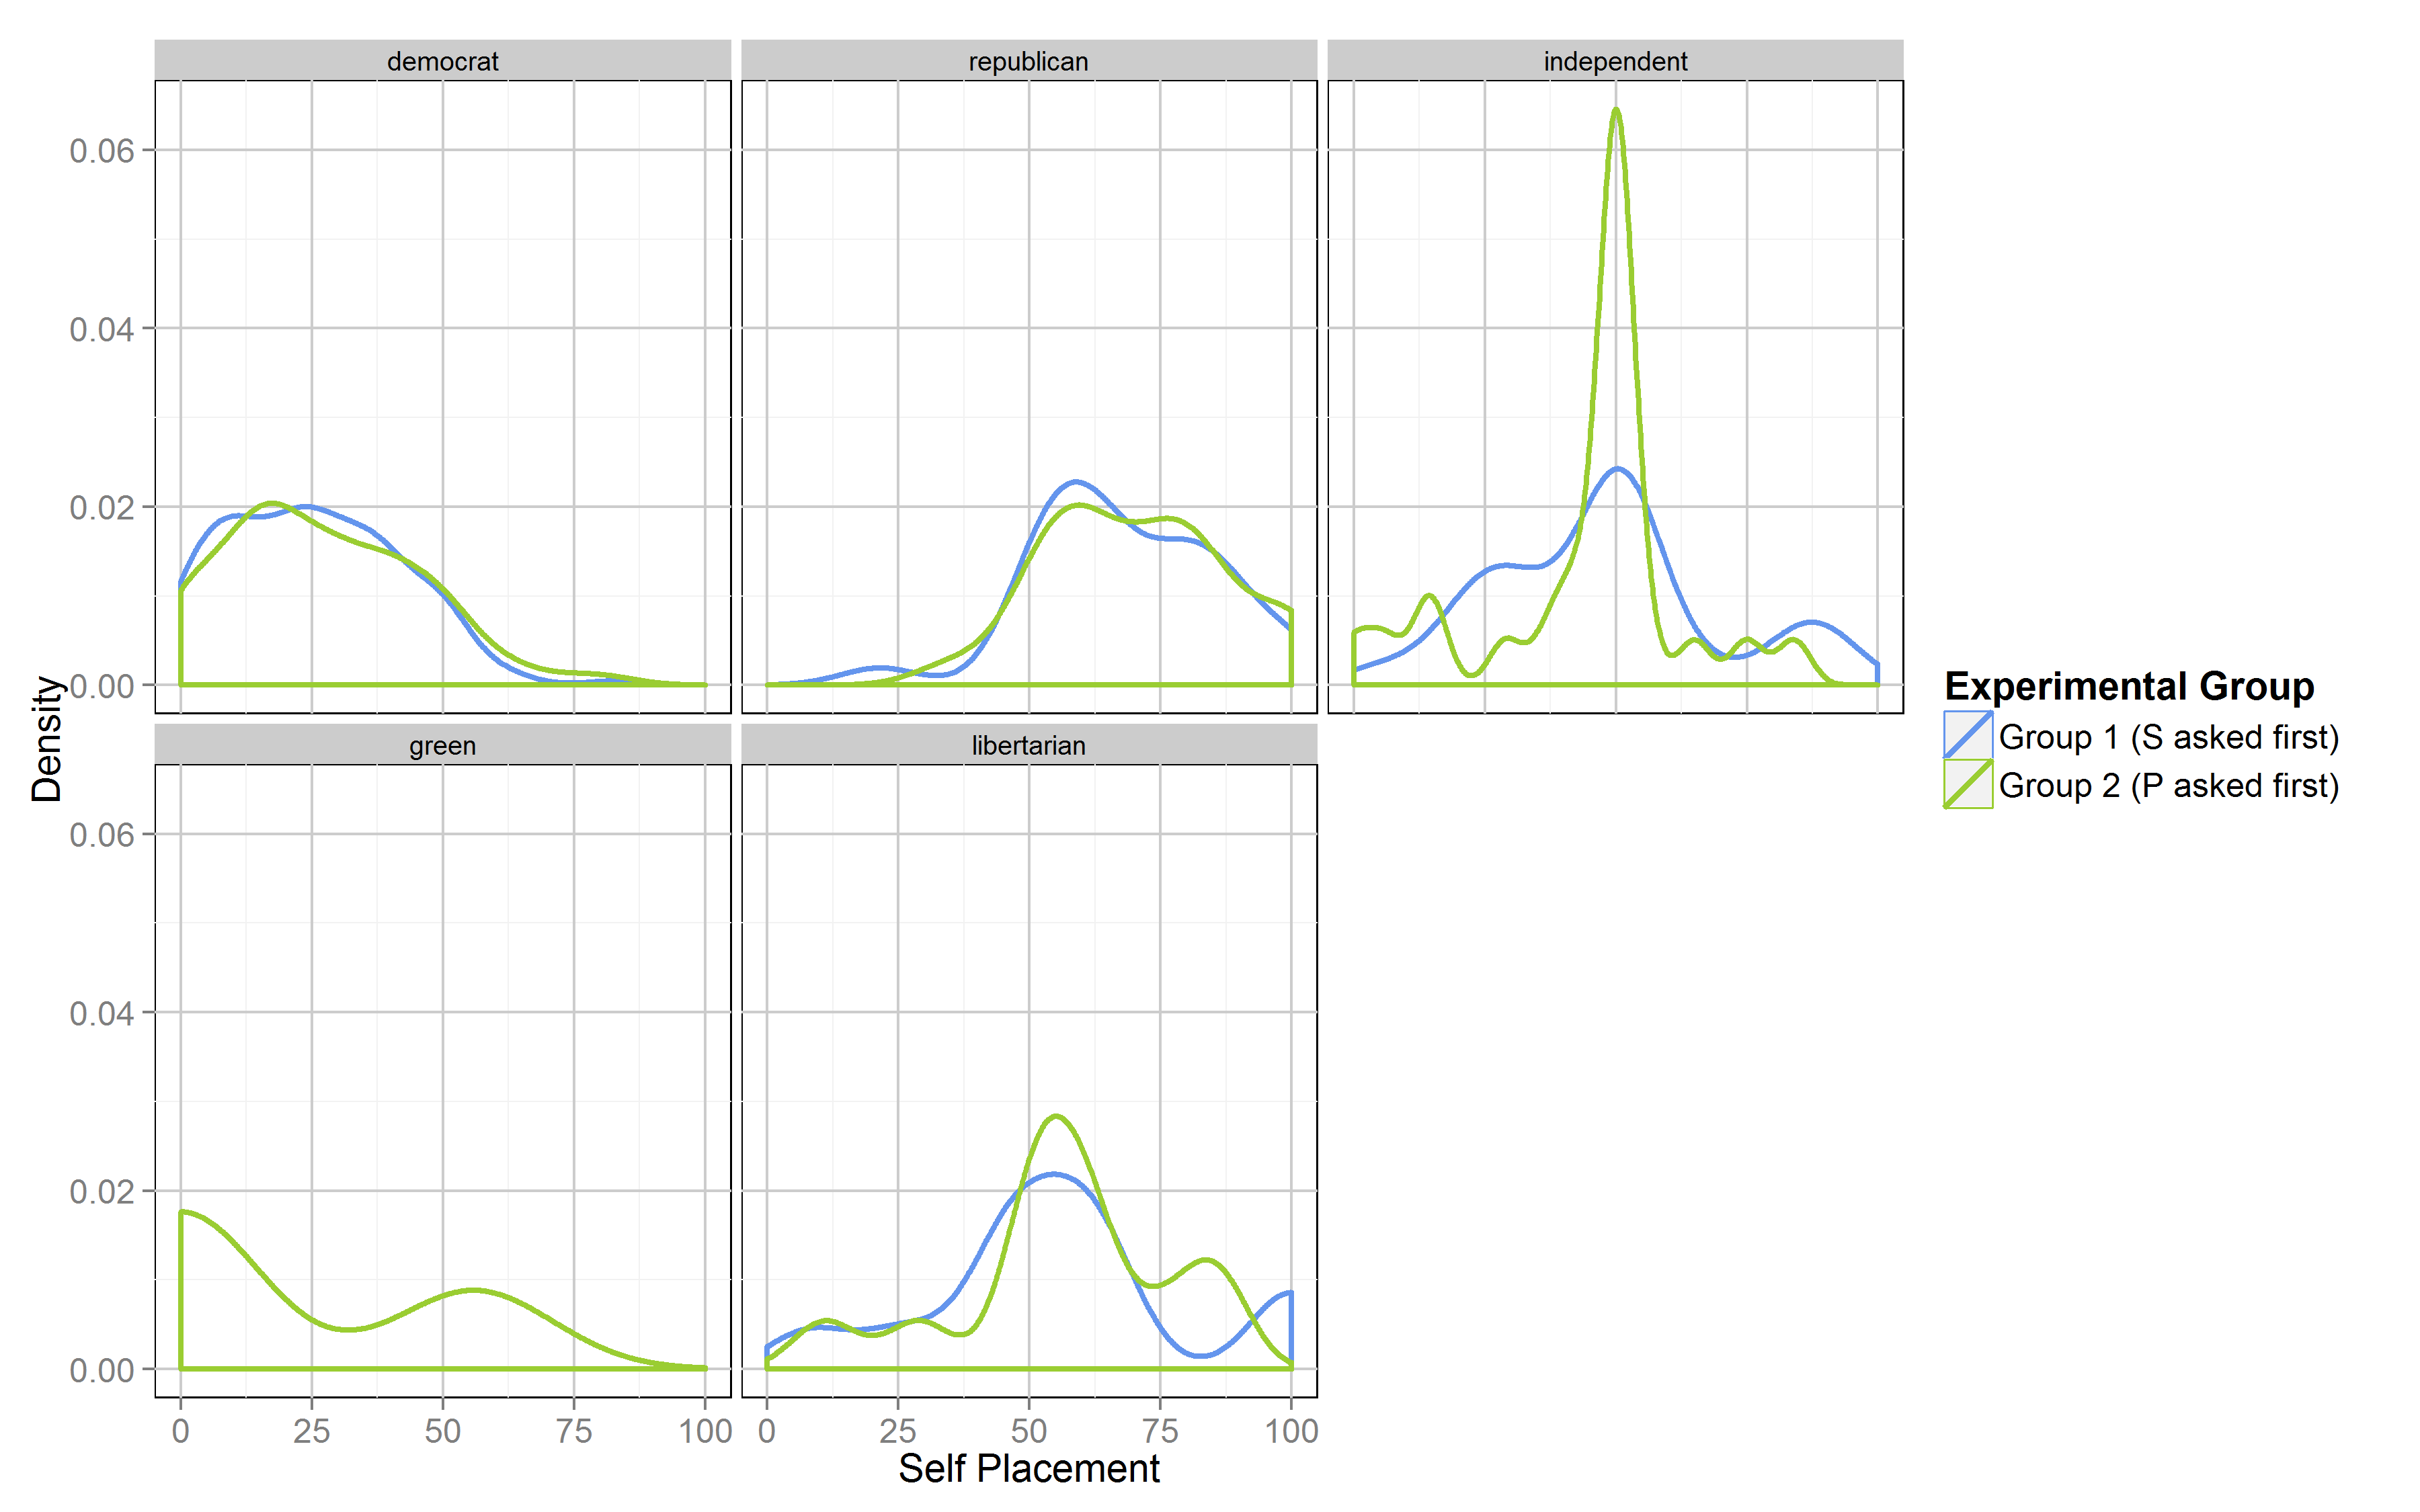 democrat
republican
independent
0.06
0.04
0.02
0.00
Density
green
libertarian
0.06
0.04
0.02
0.00
0 25 50 75 100
0 25 50 75 100
Self Placement
Experimental Group
Group 1 (S asked first)
Group 2 (P asked first)